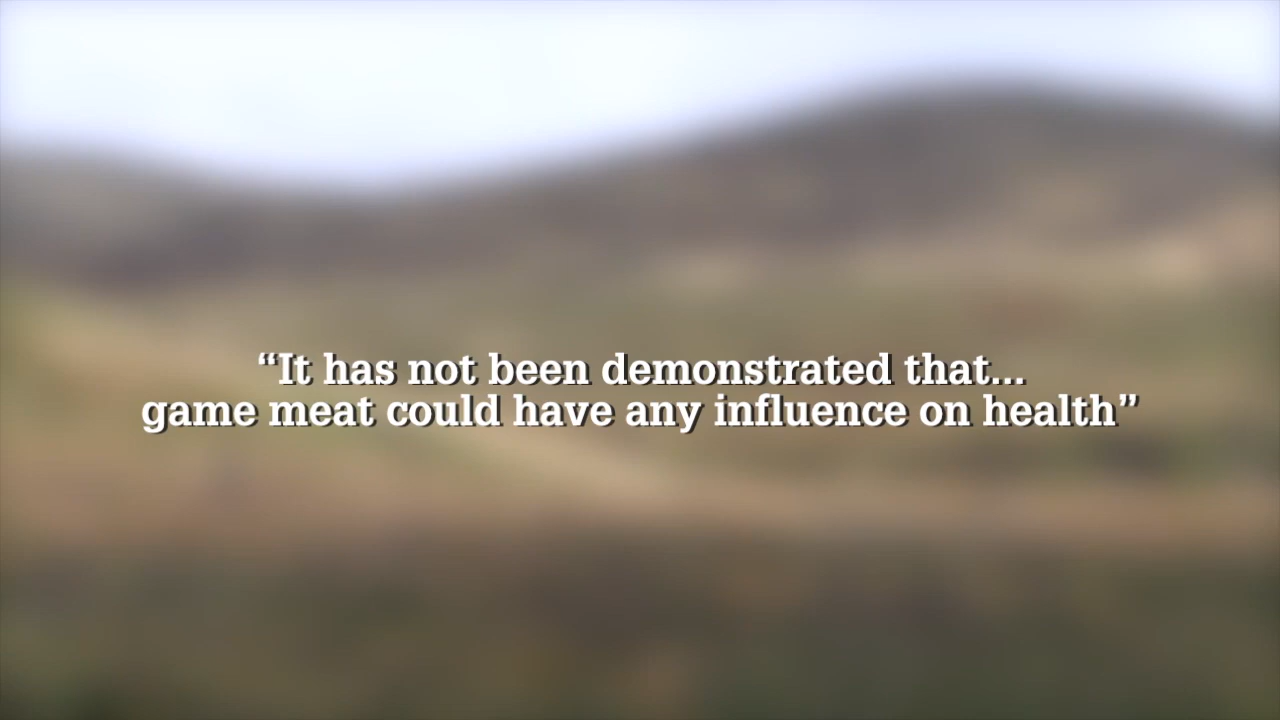 “It has not been demonstrated that...
game meat could have any influence on health”